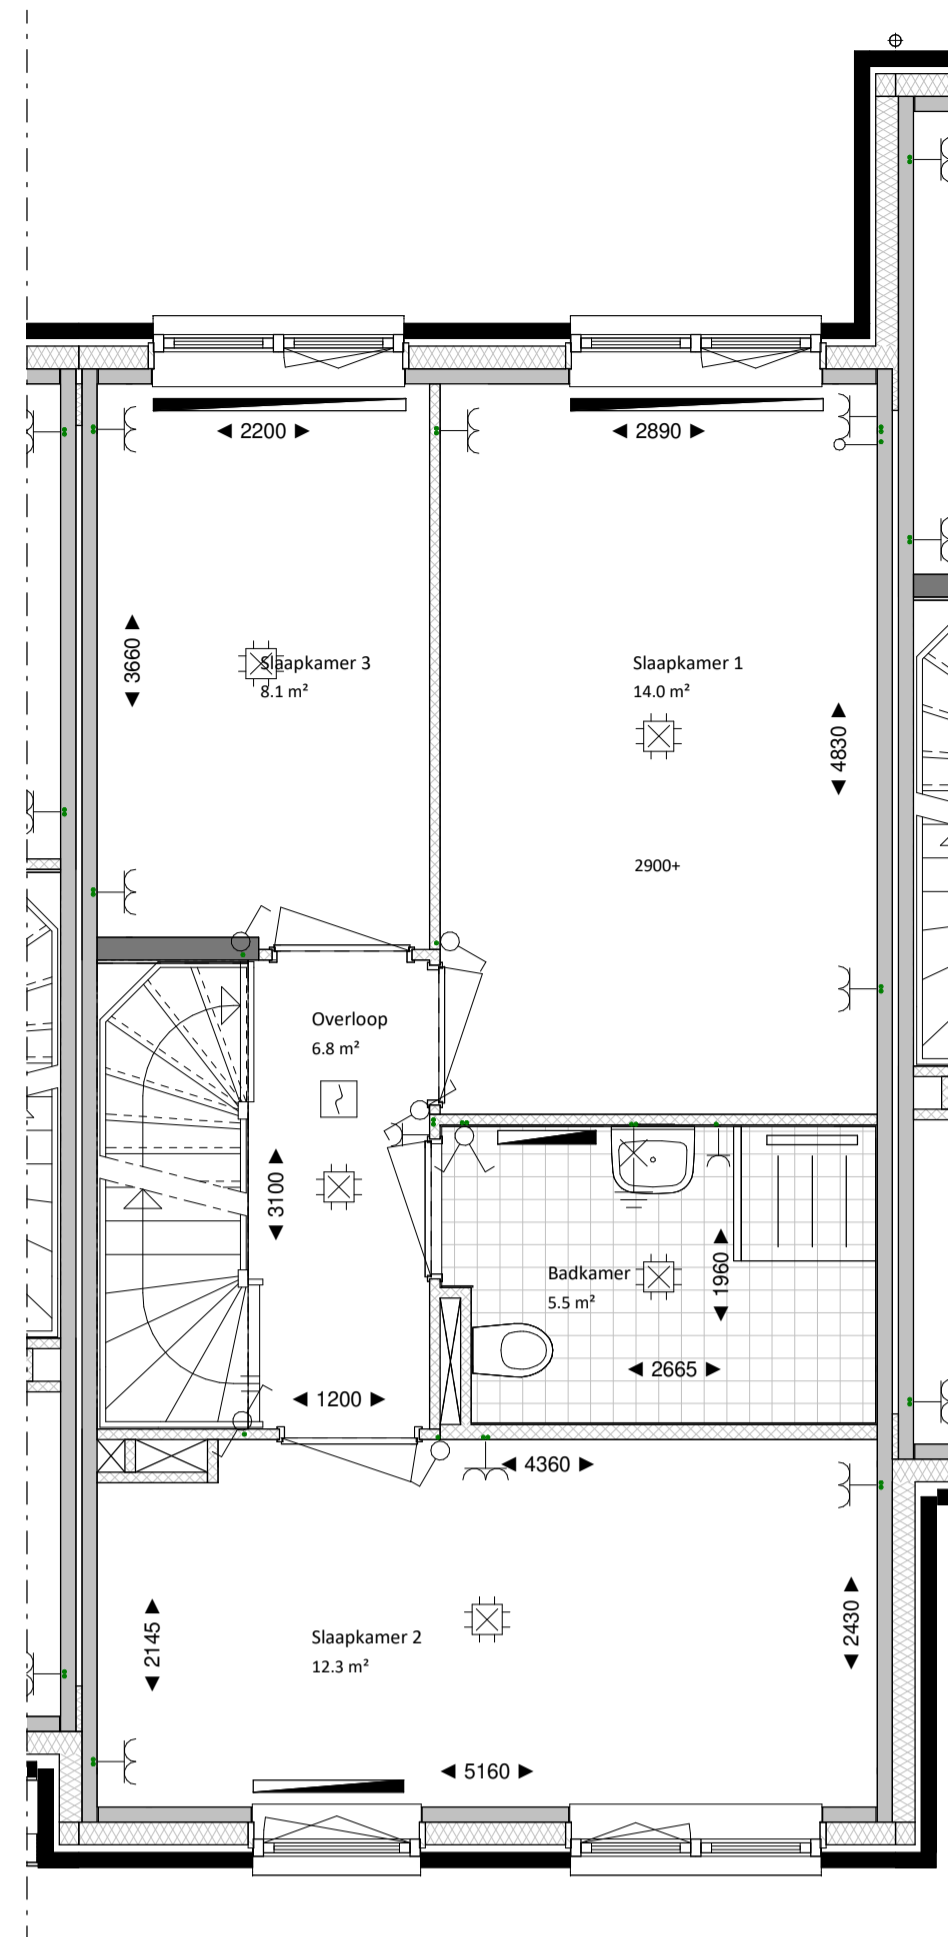 2200
2890
3660
Slaapkamer 3
8.1 m²
Slaapkamer 1
14.0 m²
4830
2900+
Overloop
6.8 m²
3100
1960
Badkamer
5.5 m²
2665
1200
4360
2145
2430
Slaapkamer 2
12.3 m²
5160